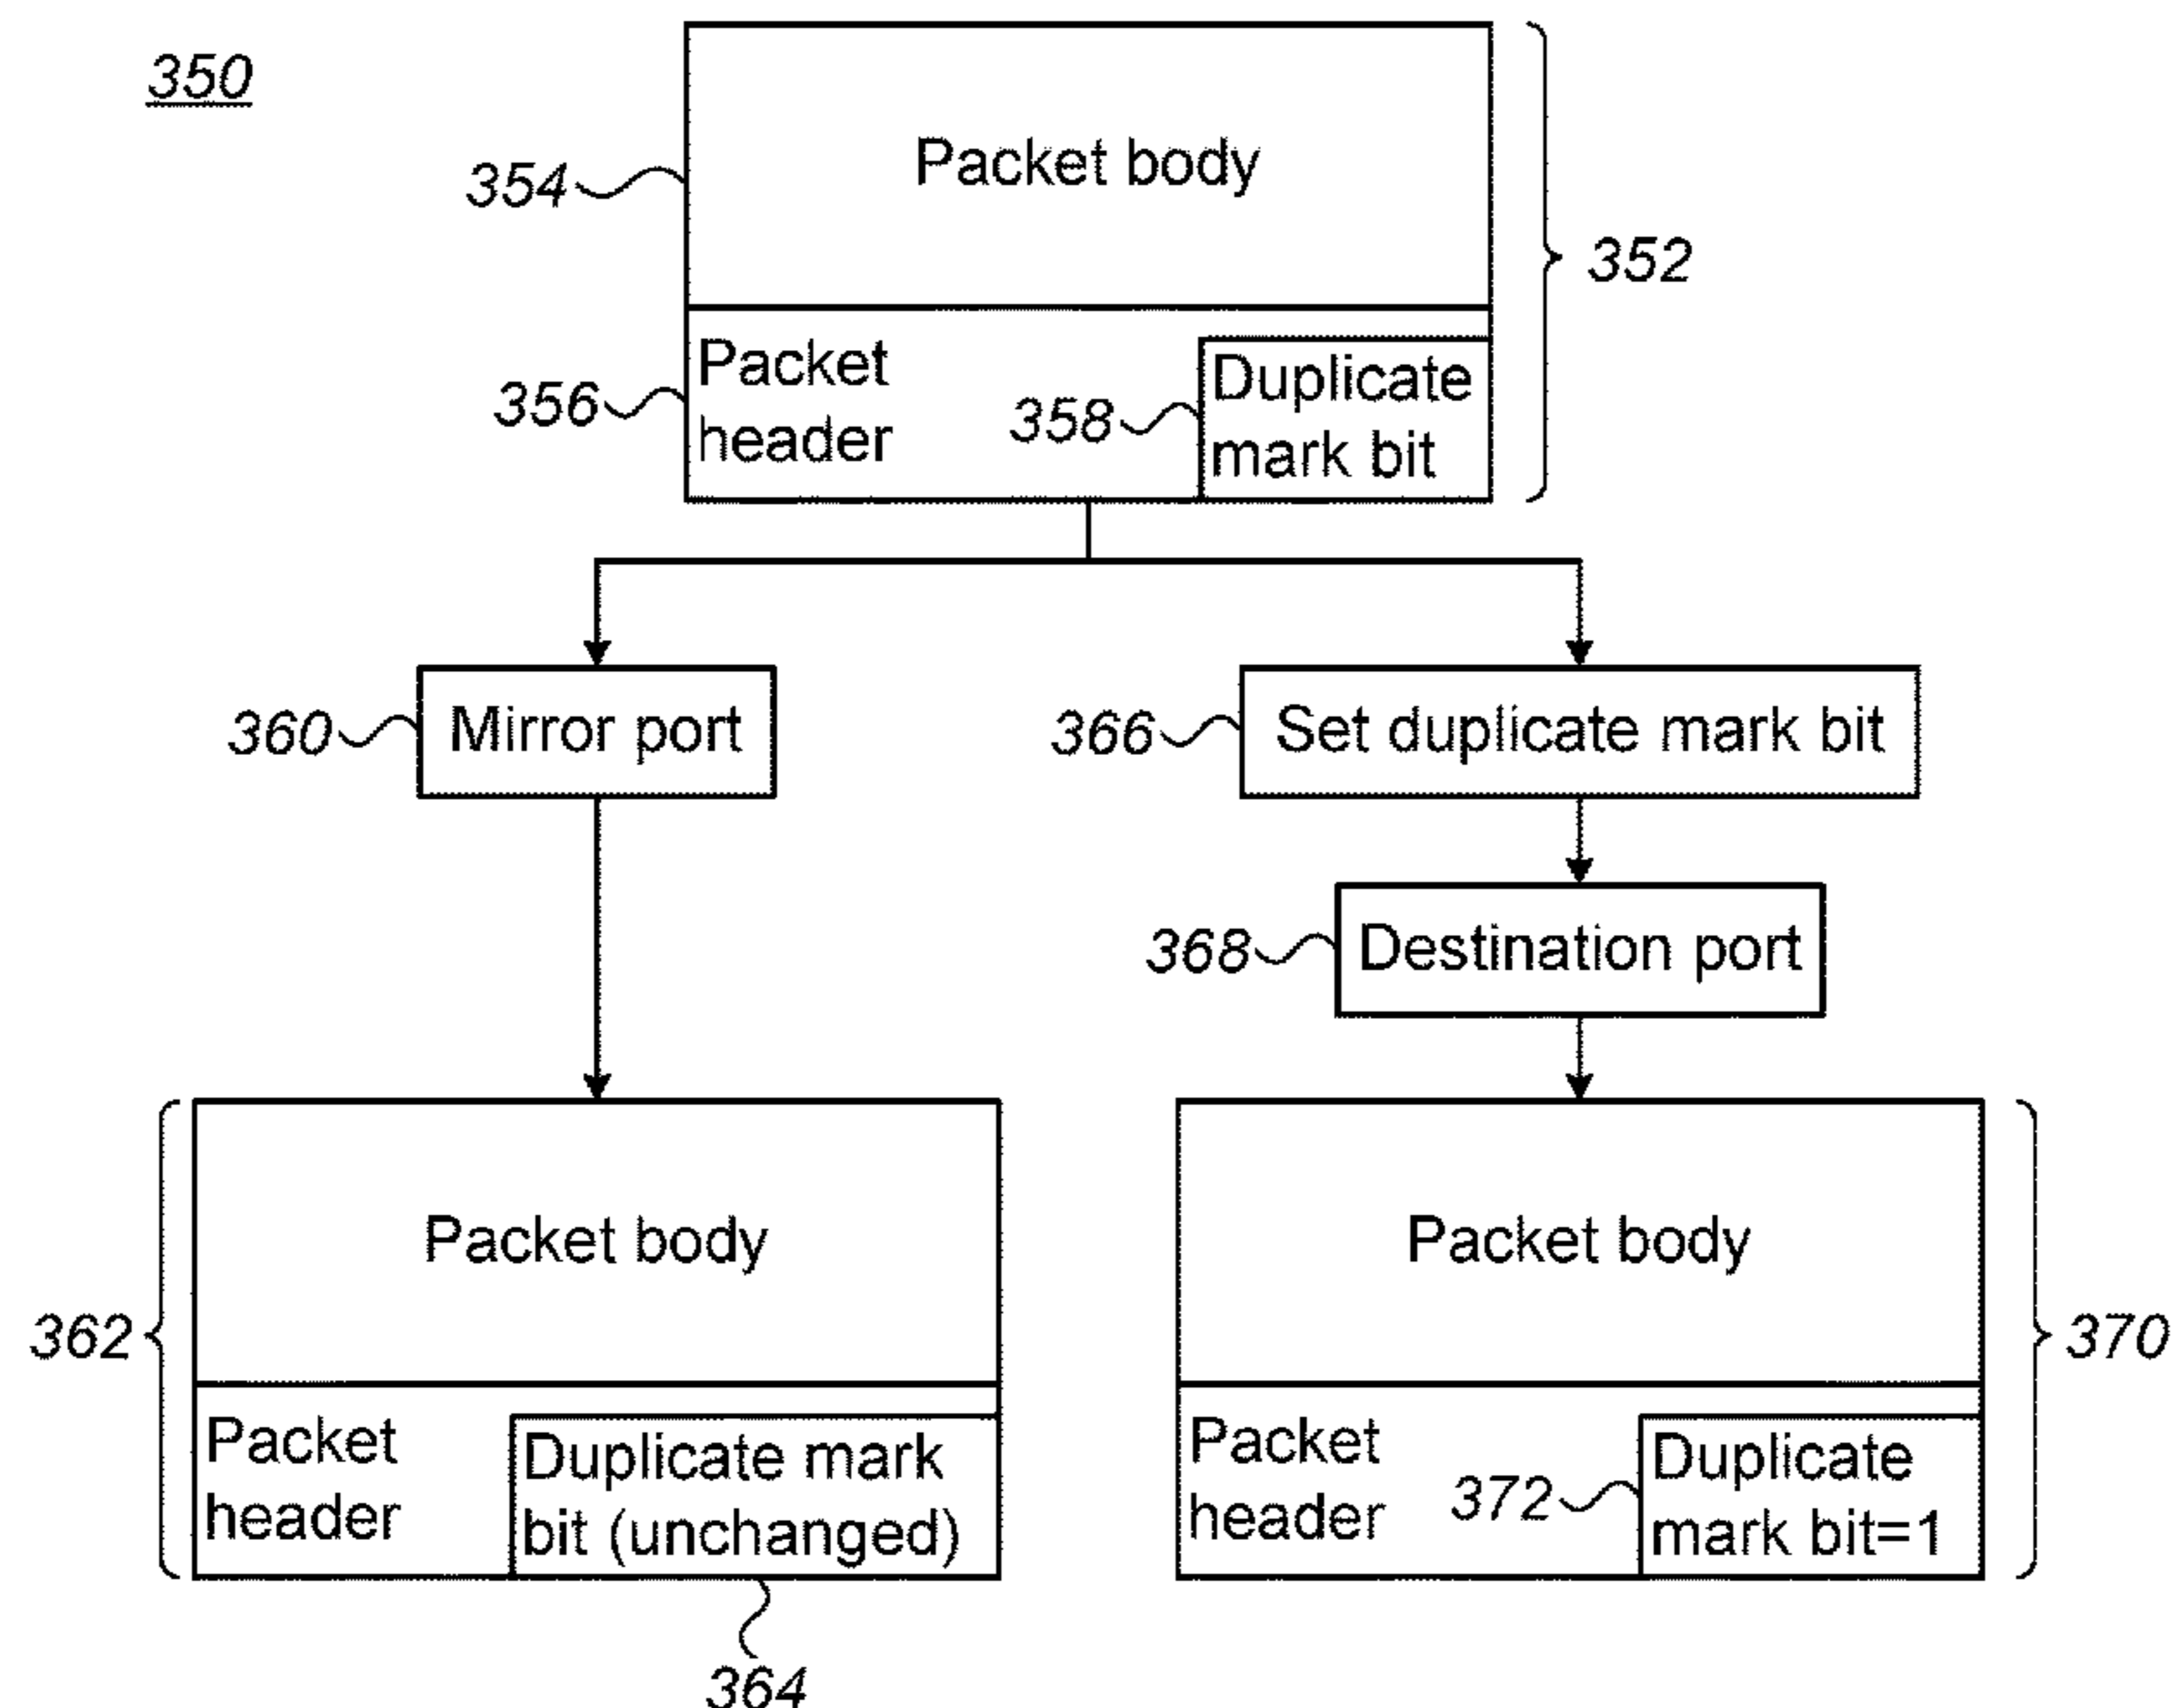 350
Packet body
354
352
Packet
header
356
358
Duplicate
mark bit
360
Mirror port
366
Set duplicate mark bit
368
Destination port
Packet body
Packet body
362
370
Packet
header
Duplicate mark
bit (unchanged)
Packet
header
372
Duplicate
mark bit=1
364